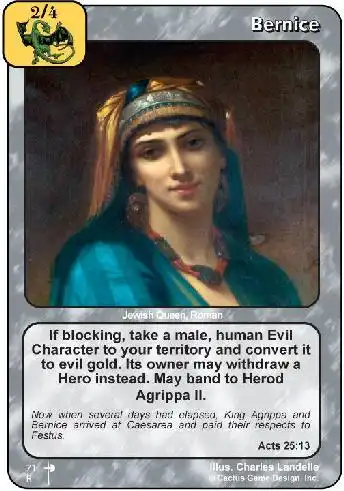 2/4
Bernice
Jewish Queen, Roman
If blocking, take a male, human Evil
Character to your territory and convert it
to evil gold. Its owner may withdraw a
Hero instead. May band to Herod
Agrippa II.
Now when several days had elapsed, King Agrippa and
Bernice arrived at Caesarea and paid their respects to
Festus.
Acts 25:13
71
R
Illus. Charles Landelle
© Cactus Game Design, Inc.